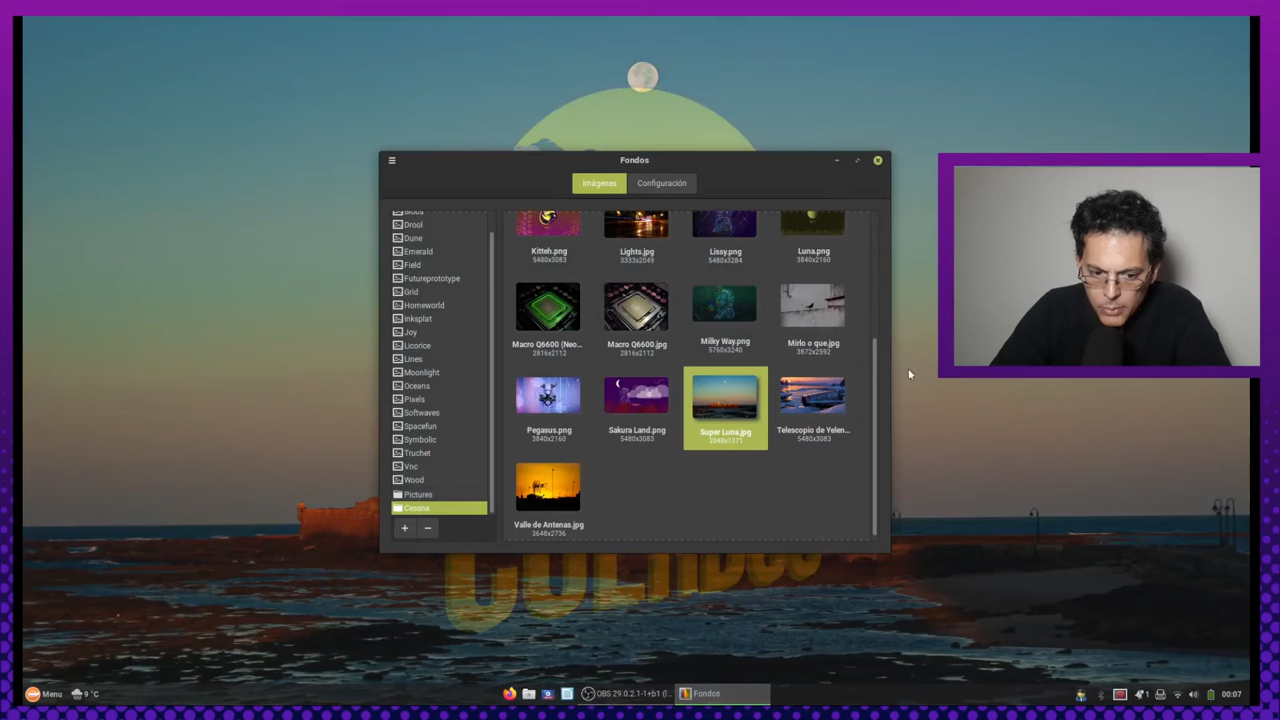 Fondos
Imágenes
Configuración
Blobs
Drool
Dune
Emerald
Field
Futureprototype
Grid
Homeworld
Inksplat
Joy
Licorice
Lines
Moonlight
Oceans
Pixels
Softwaves
Spacefun
Symbolic
Truchet
Vnc
Wood
Pictures
Cessna
Kitteh.png
5480x3083
Lights.jpg
3333x2049
Lissy.png
5480x3284
Luna.png
3840x2160
Macro Q6600 (Neo...
2816x2112
Macro Q6600.jpg
2816x2112
Milky Way.png
5760x3240
Mirlo o que.jpg
3872x2592
Pegasus.png
3840x2160
Sakura Land.png
5480x3083
Super Luna.jpg
2048x1371
Telescopio de Yelen...
5480x3083
Valle de Antenas.jpg
3648x2736
Menu
9 °C
OBS 29.0.2.1-1+b1 (l...
Fondos
1
00:07